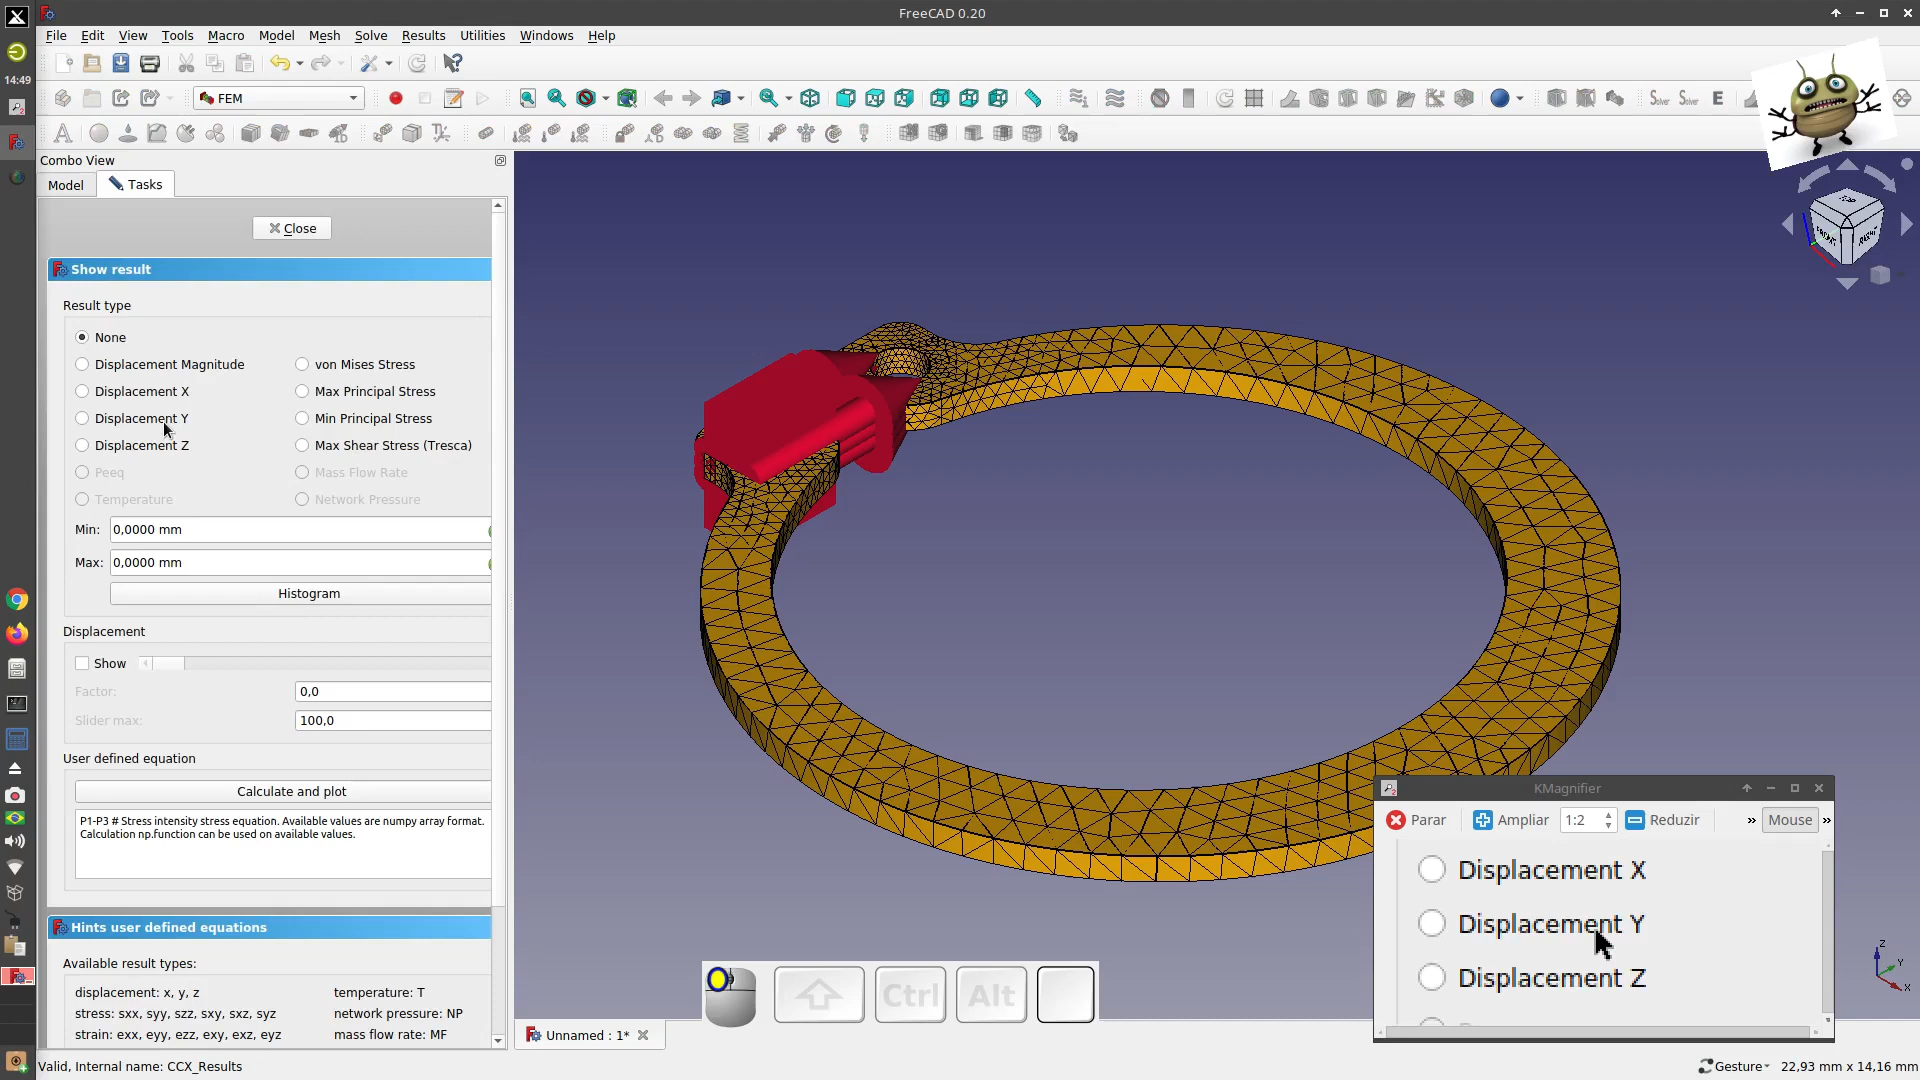 FreeCAD 0.20
File Edit View Tools Macro Model Mesh Solve Results Utilities Windows Help
14:49
FEM
Solver Solver E
Combo View
Model Tasks
Close
Show result
Result type
None
Displacement Magnitude von Mises Stress
Displacement X Max Principal Stress
Displacement Y Min Principal Stress
Displacement Z Max Shear Stress (Tresca)
Peeq Mass Flow Rate
Temperature Network Pressure
Min: 0,0000 mm
Max: 0,0000 mm
Histogram
Displacement
Show
Factor: 0,0
Slider max: 100,0
User defined equation
Calculate and plot
P1-P3 # Stress intensity stress equation. Available values are numpy array format.
Calculation np.function can be used on available values.
Hints user defined equations
Available result types:
displacement: x, y, z temperature: T
stress: sxx, syy, szz, sxy, sxz, syz network pressure: NP
strain: exx, eyy, ezz, exy, exz, eyz mass flow rate: MF
TOP
FRONT RIGHT
KMagnifier
Parar Ampliar 1:2 Reduzir » Mouse »
Displacement X
Displacement Y
Displacement Z
Z
Y
X
Ctrl Alt
Unnamed : 1*
Valid, Internal name: CCX_Results
Gesture 22,93 mm x 14,16 mm